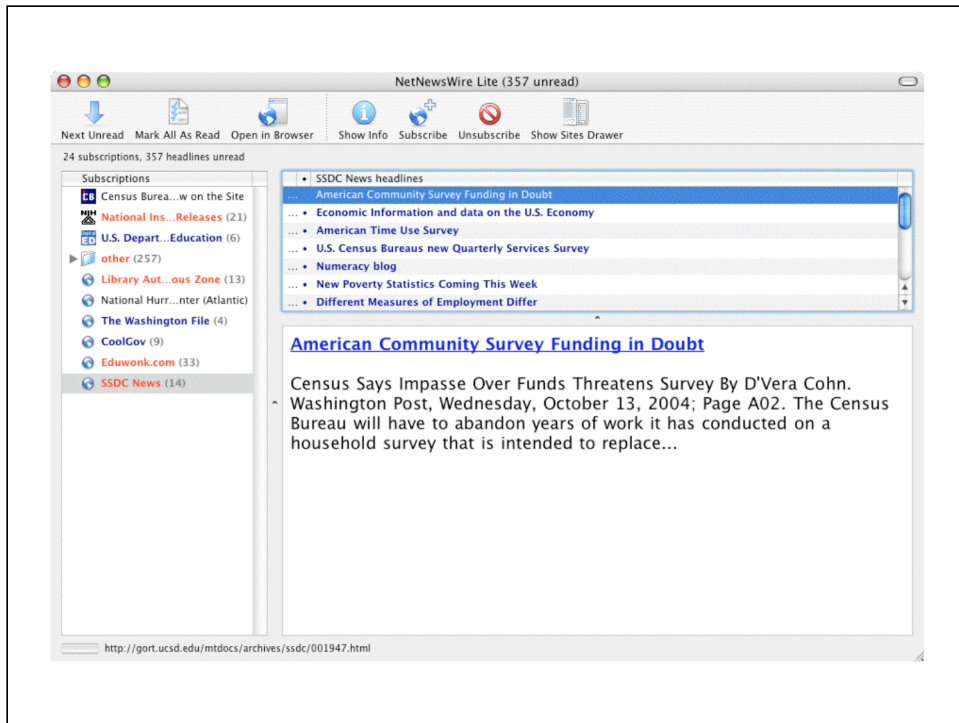 NetNewsWire Lite (357 unread)
Next Unread Mark All As Read Open in Browser Show Info Subscribe Unsubscribe Show Sites Drawer
24 subscriptions, 357 headlines unread
Subscriptions
CB Census Burea...w on the Site
NIH National Ins...Releases (21)
ED U.S. Depart...Education (6)
other (257)
Library Aut...ous Zone (13)
National Hurr...nter (Atlantic)
The Washington File (4)
CoolGov (9)
Eduwonk.com (33)
SSDC News (14)
• SSDC News headlines
... American Community Survey Funding in Doubt
... • Economic Information and data on the U.S. Economy
... • American Time Use Survey
... • U.S. Census Bureaus new Quarterly Services Survey
... • Numeracy blog
... • New Poverty Statistics Coming This Week
... • Different Measures of Employment Differ
American Community Survey Funding in Doubt
Census Says Impasse Over Funds Threatens Survey By D'Vera Cohn.
Washington Post, Wednesday, October 13, 2004; Page A02. The Census
Bureau will have to abandon years of work it has conducted on a
household survey that is intended to replace...
http://gort.ucsd.edu/mtdocs/archives/ssdc/001947.html